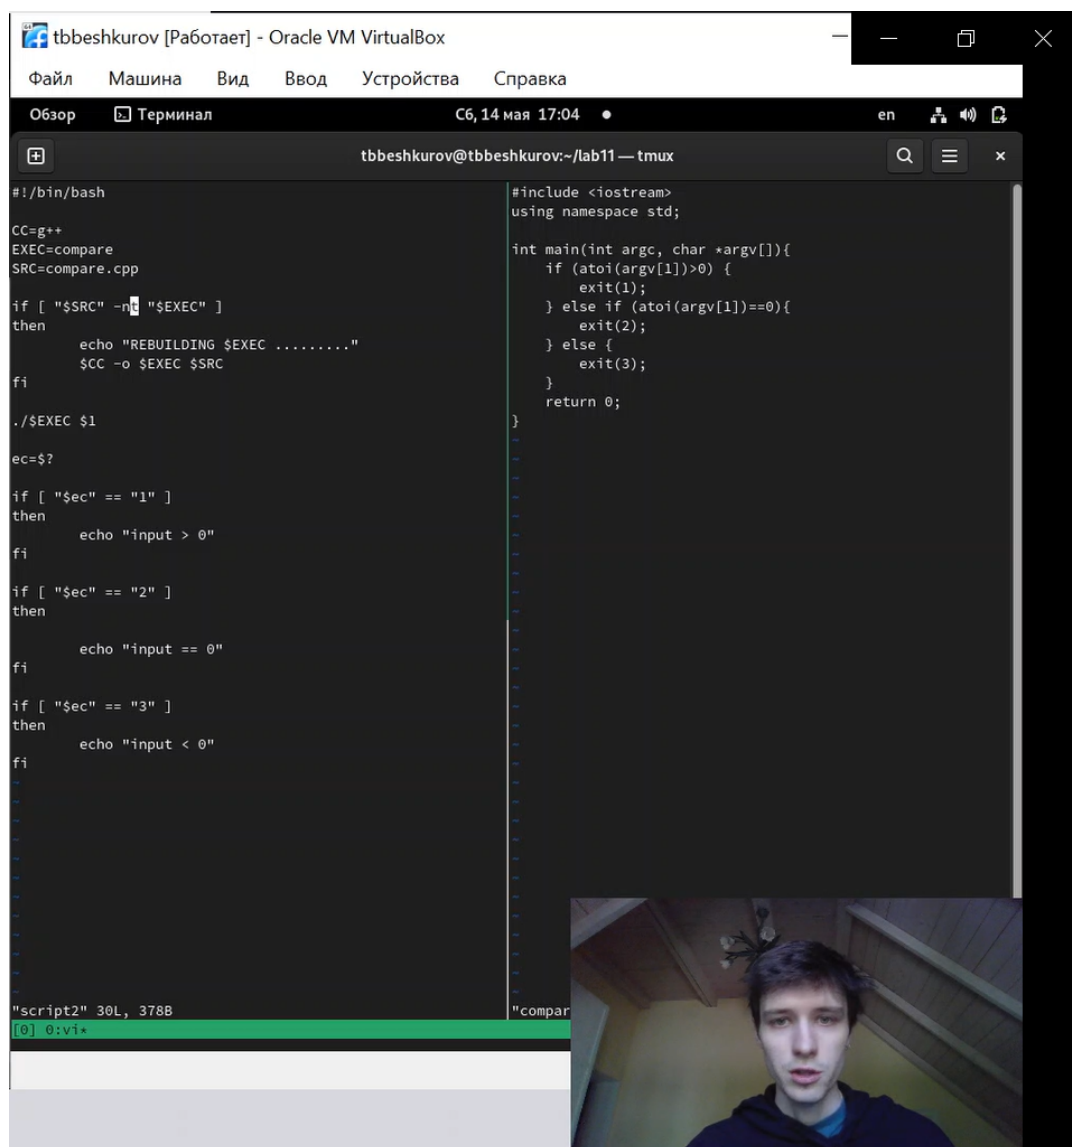 tbbeshkurov [Работает] - Oracle VM VirtualBox
Файл Машина Вид Ввод Устройства Справка
Обзор Терминал Сб, 14 мая 17:04 en
tbbeshkurov@tbbeshkurov:~/lab11 — tmux
#!/bin/bash
CC=g++
EXEC=compare
SRC=compare.cpp
if [ "$SRC" -nt "$EXEC" ]
then
echo "REBUILDING $EXEC ........."
$CC -o $EXEC $SRC
fi
./$EXEC $1
ec=$?
if [ "$ec" == "1" ]
then
echo "input > 0"
fi
if [ "$ec" == "2" ]
then
echo "input == 0"
fi
if [ "$ec" == "3" ]
then
echo "input < 0"
fi
~
~
~
~
~
~
~
~
~
~
~
~
"script2" 30L, 378B
#include <iostream>
using namespace std;
int main(int argc, char *argv[]){
if (atoi(argv[1])>0) {
exit(1);
} else if (atoi(argv[1])==0){
exit(2);
} else {
exit(3);
}
return 0;
}
"compar
[0] 0:vi*